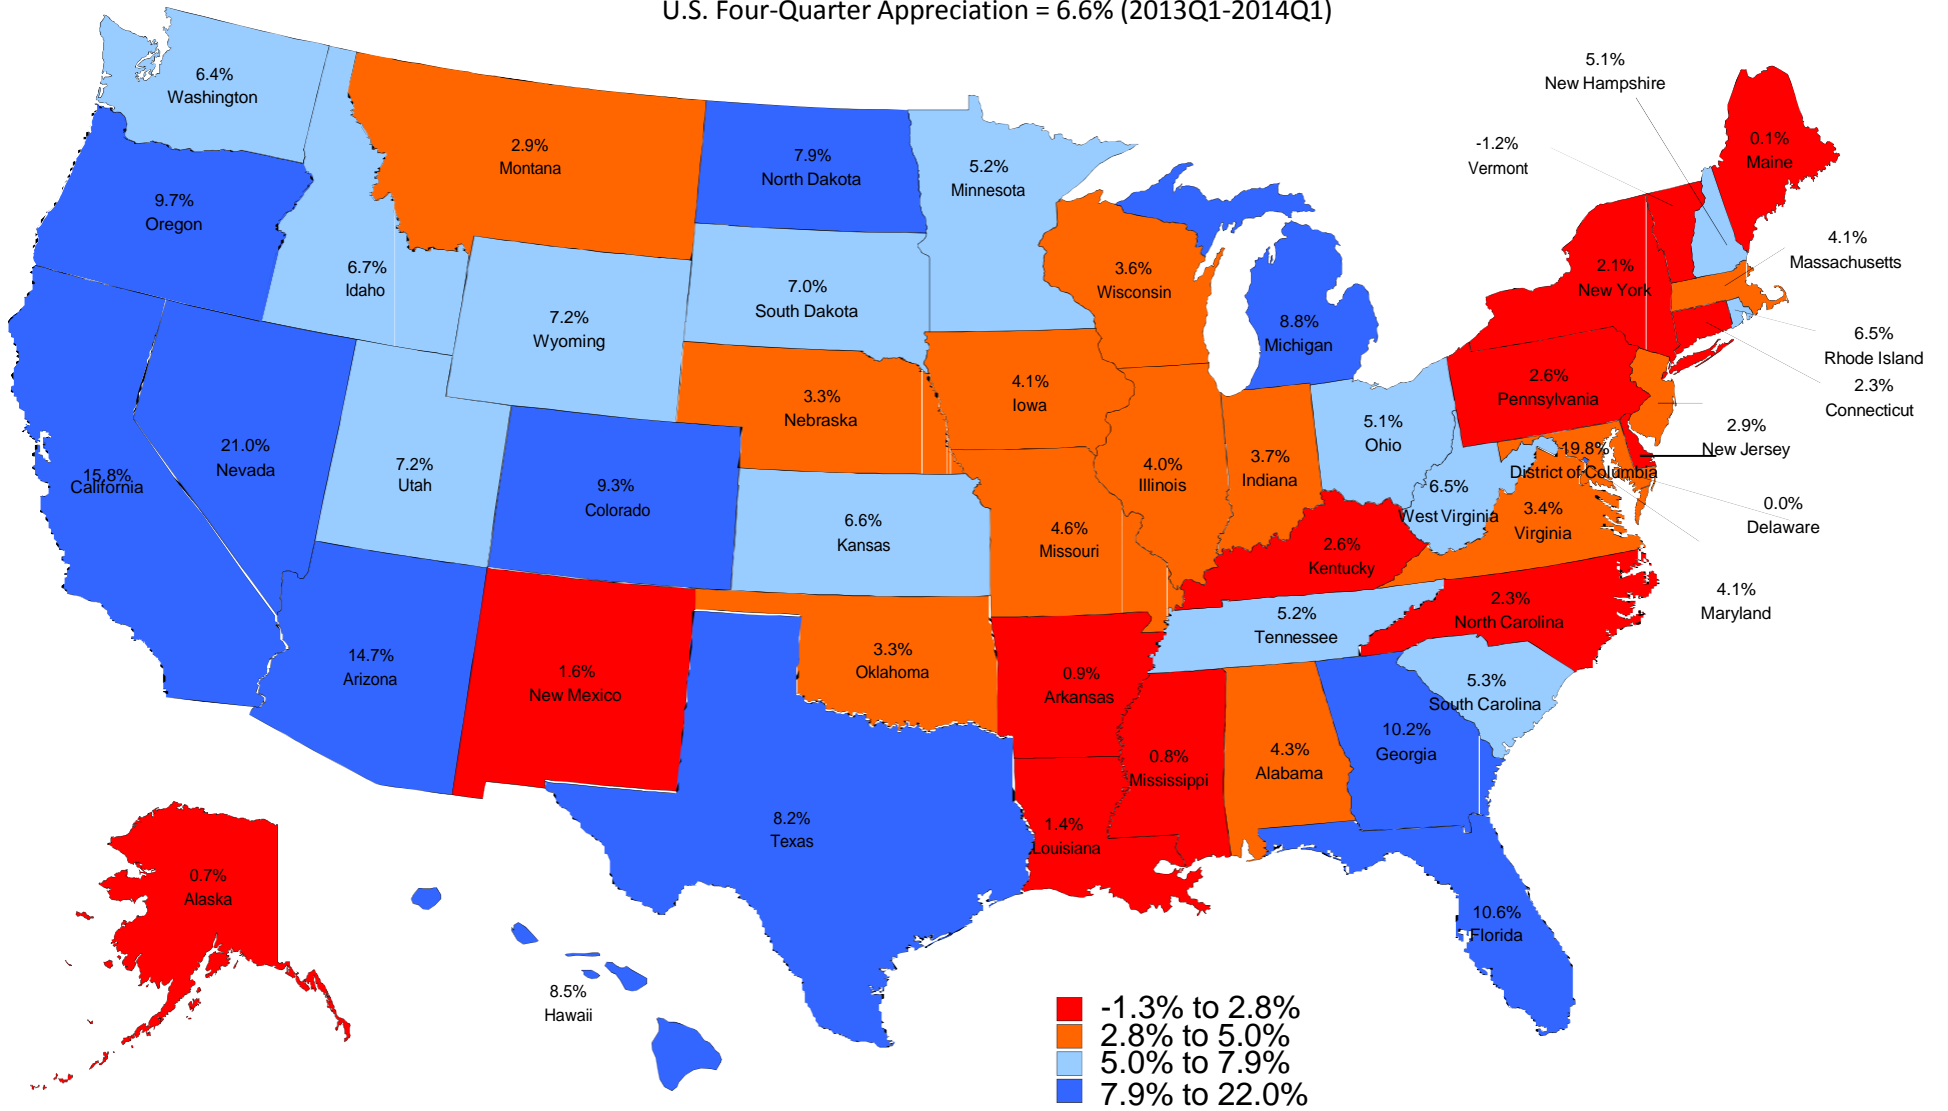 U.S. Four-Quarter Appreciation = 6.6% (2013Q1-2014Q1)
6.4%
Washington
9.7%
Oregon
6.7%
Idaho
2.9%
Montana
7.9%
North Dakota
5.2%
Minnesota
7.0%
South Dakota
7.2%
Wyoming
3.6%
Wisconsin
8.8%
Michigan
5.1%
New Hampshire
-1.2%
Vermont
0.1%
Maine
2.1%
New York
4.1%
Massachusetts
6.5%
Rhode Island
2.3%
Connecticut
2.9%
New Jersey
2.6%
Pennsylvania
0.0%
Delaware
4.1%
Maryland
19.8%
District of Columbia
15.8%
California
21.0%
Nevada
7.2%
Utah
9.3%
Colorado
3.3%
Nebraska
6.6%
Kansas
4.1%
Iowa
4.6%
Missouri
4.0%
Illinois
3.7%
Indiana
5.1%
Ohio
6.5%
West Virginia
3.4%
Virginia
2.6%
Kentucky
5.2%
Tennessee
2.3%
North Carolina
5.3%
South Carolina
14.7%
Arizona
1.6%
New Mexico
3.3%
Oklahoma
0.9%
Arkansas
8.2%
Texas
1.4%
Louisiana
0.8%
Mississippi
4.3%
Alabama
10.2%
Georgia
10.6%
Florida
0.7%
Alaska
8.5%
Hawaii
-1.3% to 2.8%
2.8% to 5.0%
5.0% to 7.9%
7.9% to 22.0%